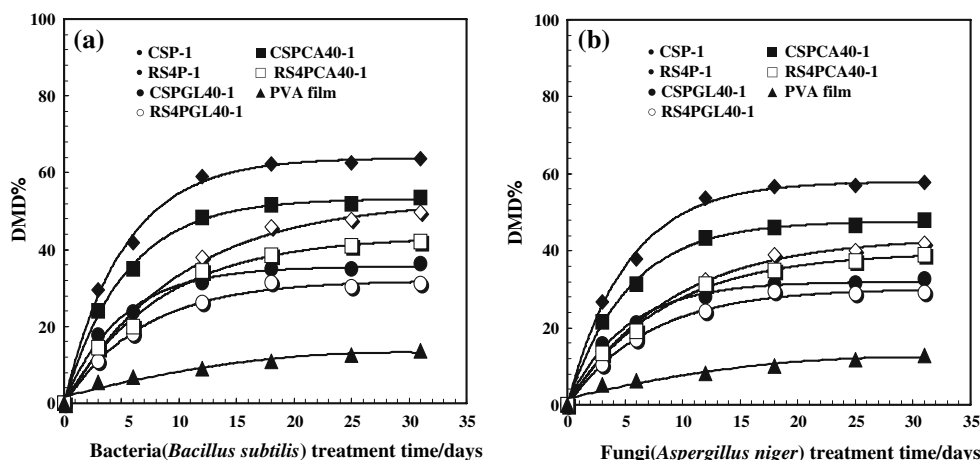 (a)
CSP-1
CSPCA40-1
RS4P-1
RS4PCA40-1
CSPGL40-1
PVA film
RS4PGL40-1
DMD%
100
80
60
40
20
0
0 5 10 15 20 25 30 35
Bacteria(Bacillus subtilis) treatment time/days
(b)
CSP-1
CSPCA40-1
RS4P-1
RS4PCA40-1
CSPGL40-1
PVA film
RS4PGL40-1
DMD%
100
80
60
40
20
0
0 5 10 15 20 25 30 35
Fungi(Aspergillus niger) treatment time/days